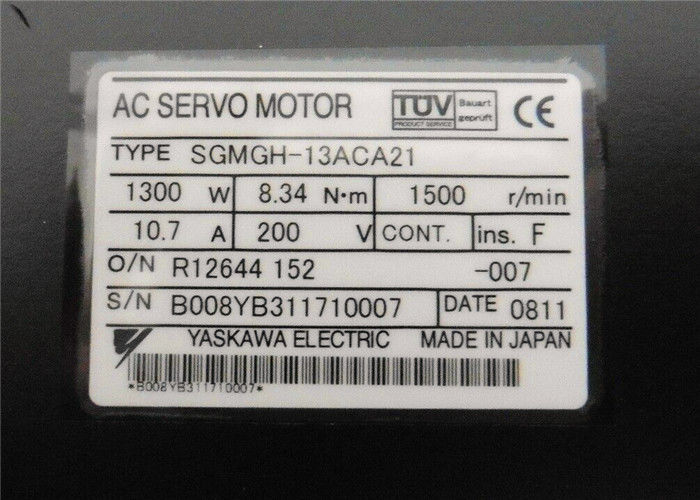 AC SERVO MOTOR TÜV PRODUCT SERVICE Bauart geprüft CE
TYPE SGMGH-13ACA21
1300 W 8.34 N·m 1500 r/min
10.7 A 200 V CONT. ins. F
O/N R12644 152 -007
S/N B008YB311710007 DATE 0811
YASKAWA ELECTRIC MADE IN JAPAN
*B008YB311710007*